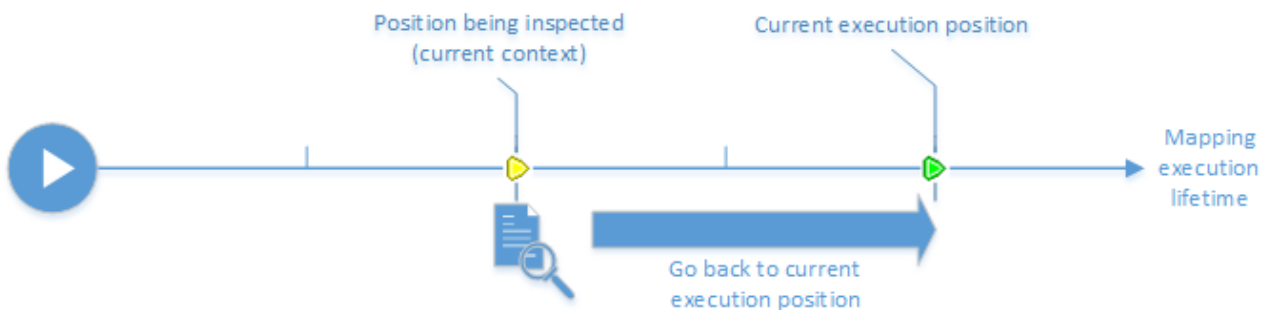 Position being inspected
(current context)
Current execution position
Mapping
execution
lifetime
Go back to current
execution position